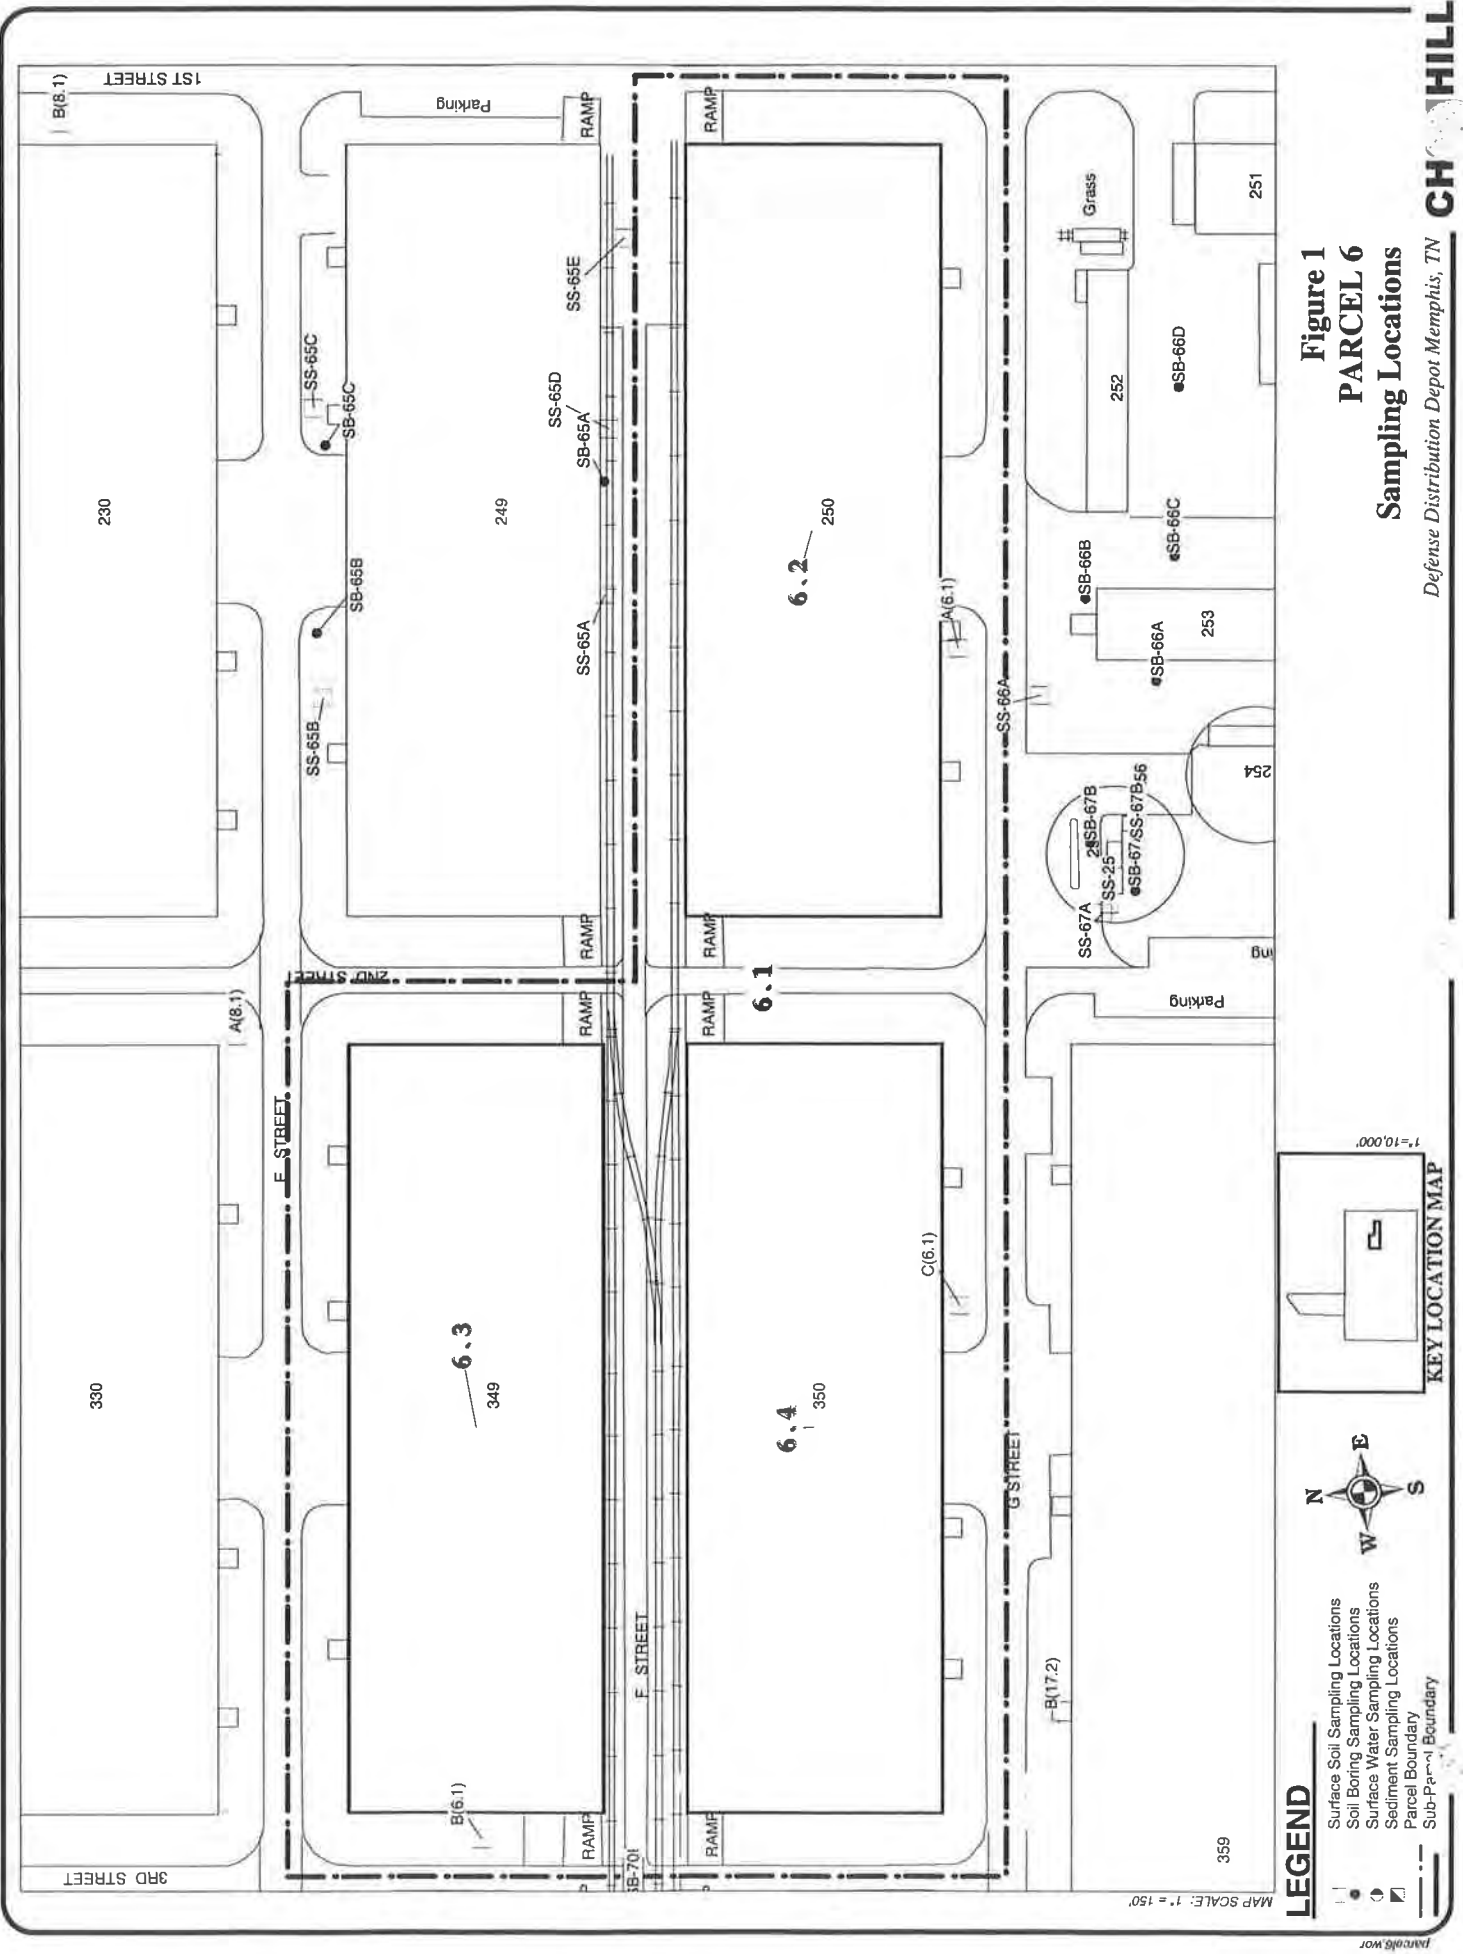 1ST STREET
B(8.1)
Parking
RAMP
RAMP
230
SS-65C
SB-65C
SS-65E
SS-65D
SB-65A
249
SB-65B
SS-65B
SS-65A
250
6.2
A(6.1)
Grass
251
252
SB-66D
SB-66C
SB-66B
253
SB-66A
SS-66A
254
SB-67B
SS-67B
56
SS-25
SB-67
SS-67A
RAMP
RAMP
2ND STREET
A(8.1)
RAMP
RAMP
6.1
Parking
E STREET
330
6.3
349
C(6.1)
6.4
350
G STREET
F STREET
B(6.1)
RAMP
RAMP
3RD STREET
B(17.2)
359
MAP SCALE: 1" = 150'
Figure 1
PARCEL 6
Sampling Locations
Defense Distribution Depot Memphis, TN
HILL
1"=10,000'
KEY LOCATION MAP
N
E
S
W
LEGEND
Surface Soil Sampling Locations
Soil Boring Sampling Locations
Surface Water Sampling Locations
Sediment Sampling Locations
Parcel Boundary
Boundary
parcel6.wor